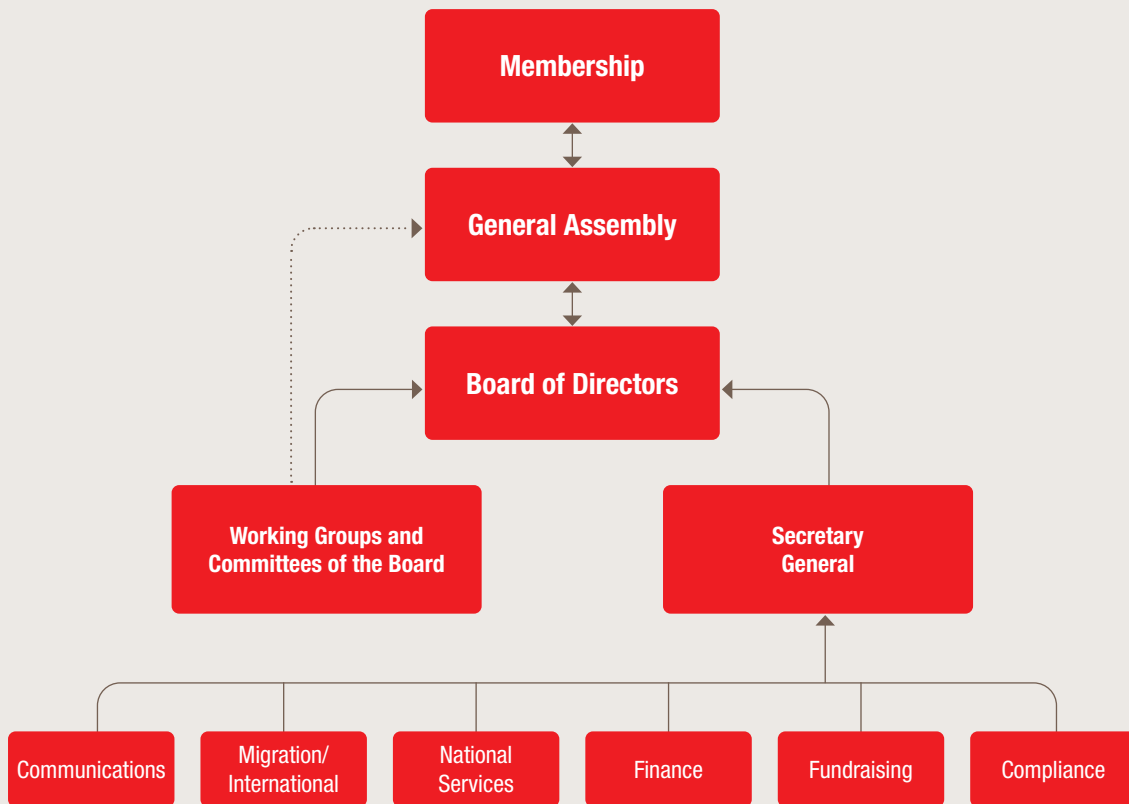 Membership
General Assembly
Board of Directors
Working Groups and
Committees of the Board
Secretary
General
Communications
Migration/
International
National
Services
Finance
Fundraising
Compliance